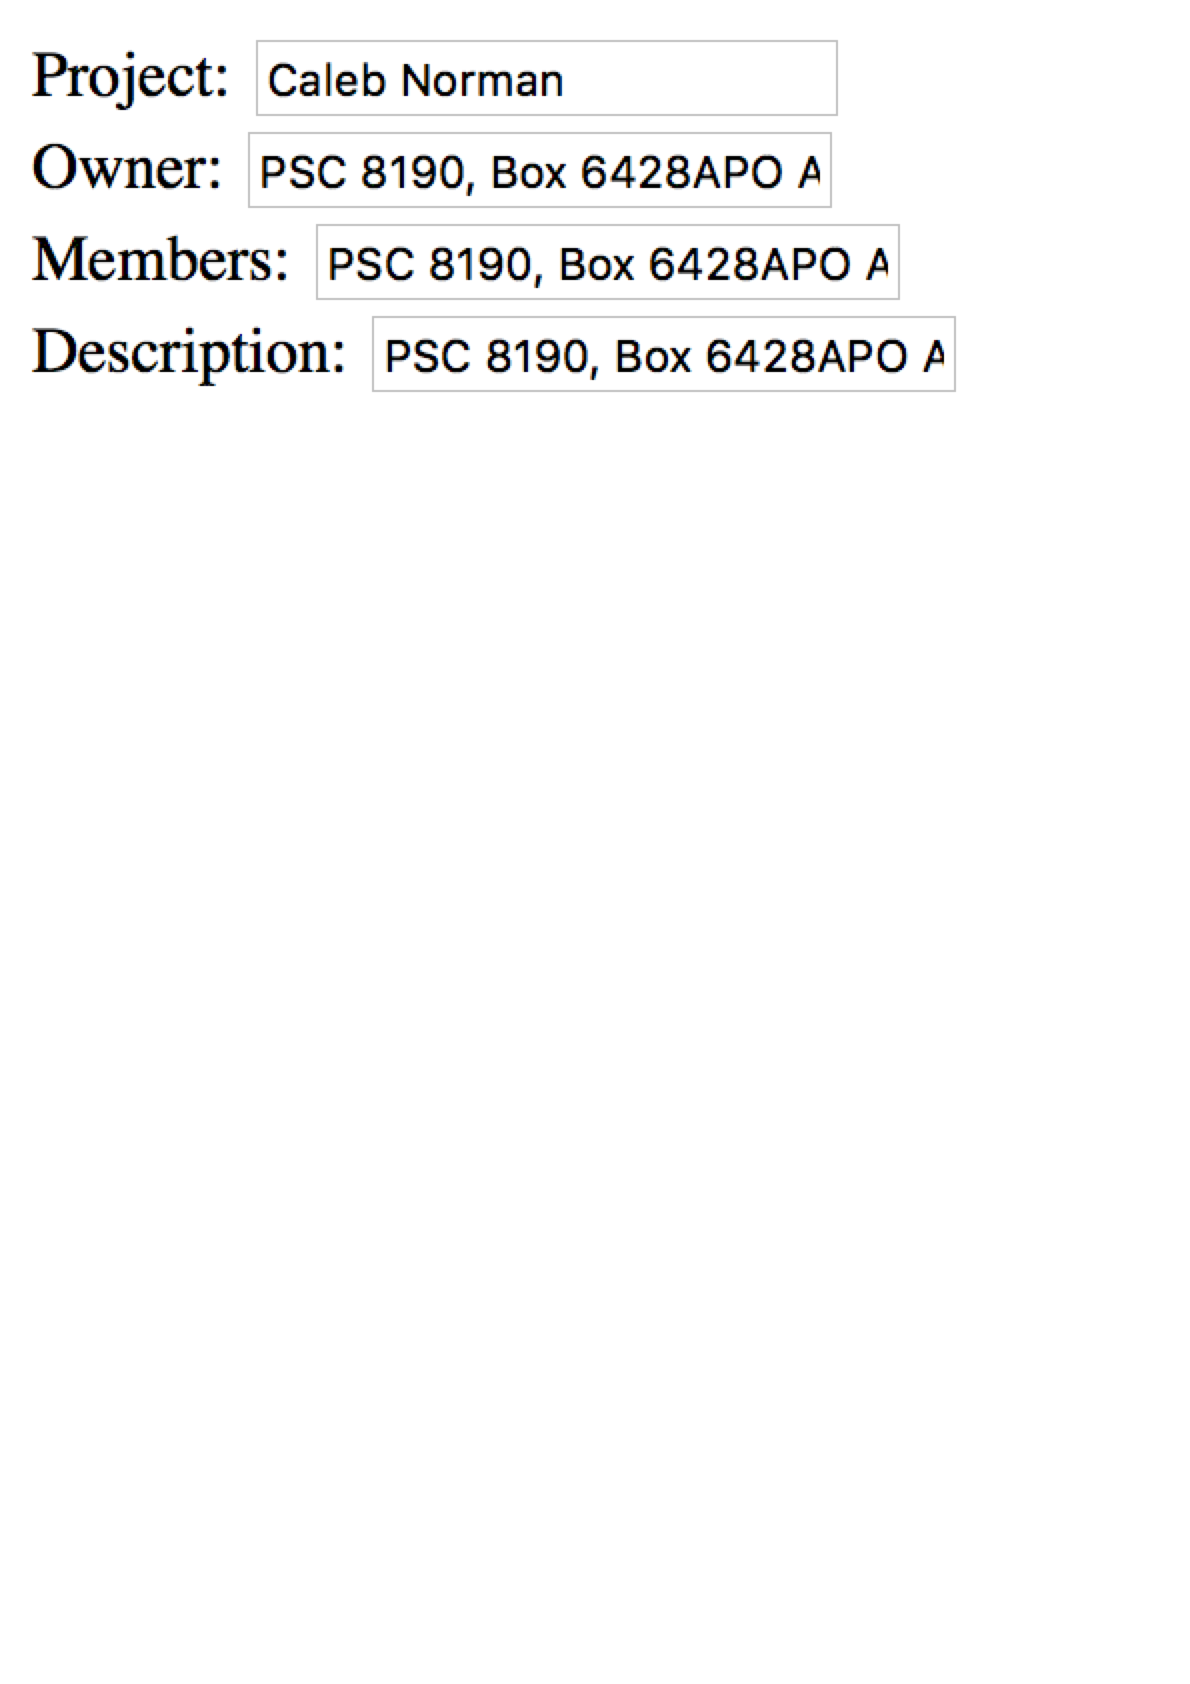 Project: Caleb Norman
Owner: PSC 8190, Box 6428APO A
Members: PSC 8190, Box 6428APO A
Description: PSC 8190, Box 6428APO A